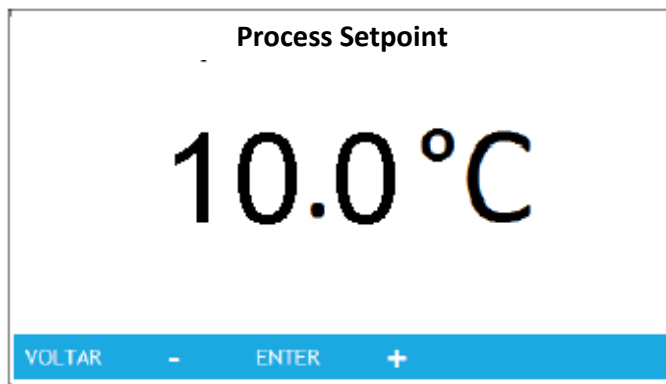 Process Setpoint
10.0 °C
VOLTAR - ENTER +